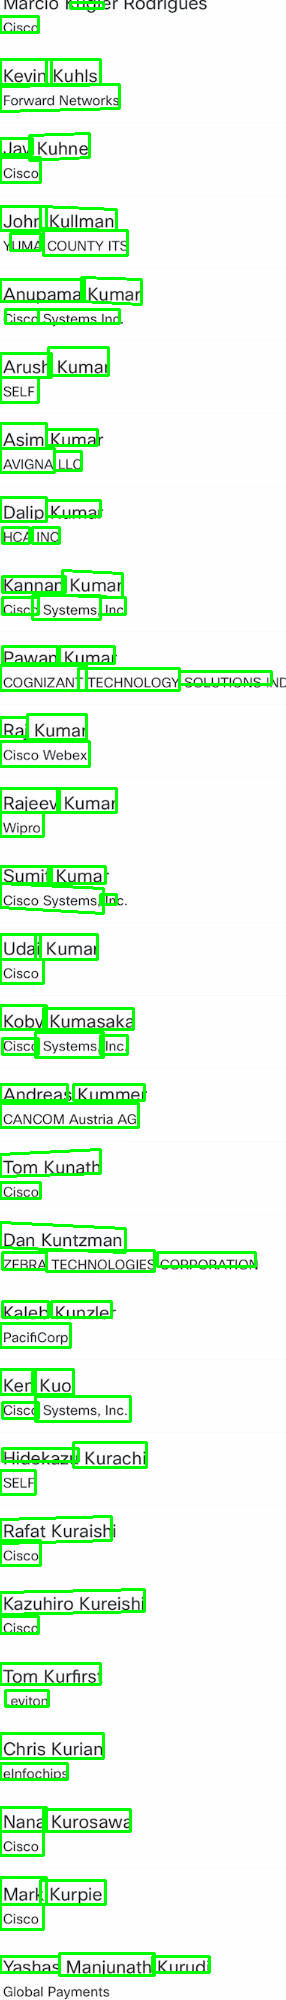 Marcio Kugler Rodrigues
Cisco
Kevin Kuhls
Forward Networks
Jay Kuhne
Cisco
John Kullman
YUMA COUNTY ITS
Anupama Kumar
Cisco Systems Inc.
Arush Kumar
SELF
Asim Kumar
AVIGNA LLC
Dalip Kumar
HCA INC
Kannan Kumar
Cisco Systems, Inc
Pawan Kumar
COGNIZANT TECHNOLOGY SOLUTIONS IND
Raj Kumar
Cisco Webex
Rajeev Kumar
Wipro
Sumit Kumar
Cisco Systems, Inc.
Udai Kumar
Cisco
Koby Kumasaka
Cisco Systems, Inc.
Andreas Kummer
CANCOM Austria AG
Tom Kunath
Cisco
Dan Kuntzman
ZEBRA TECHNOLOGIES CORPORATION
Kaleb Kunzler
PacifiCorp
Ken Kuo
Cisco Systems, Inc.
Hidekazu Kurachi
SELF
Rafat Kuraishi
Cisco
Kazuhiro Kureishi
Cisco
Tom Kurfirst
Leviton
Chris Kurian
eInfochips
Nana Kurosawa
Cisco
Mark Kurpie
Cisco
Yashas Manjunath Kurudi
Global Payments